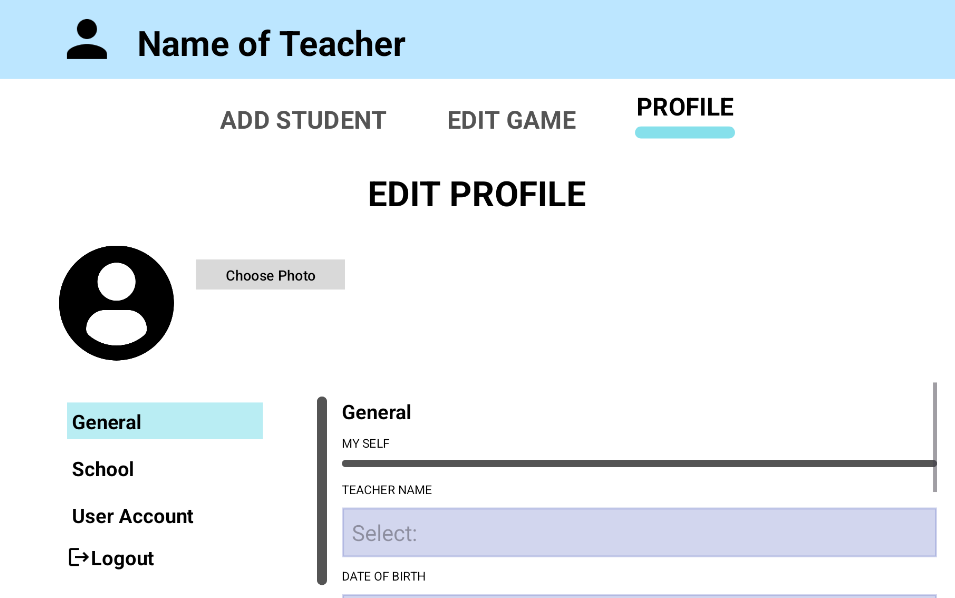 Name of Teacher
ADD STUDENT
EDIT GAME
PROFILE
EDIT PROFILE
Choose Photo
General
School
User Account
Logout
General
MY SELF
TEACHER NAME
Select:
DATE OF BIRTH